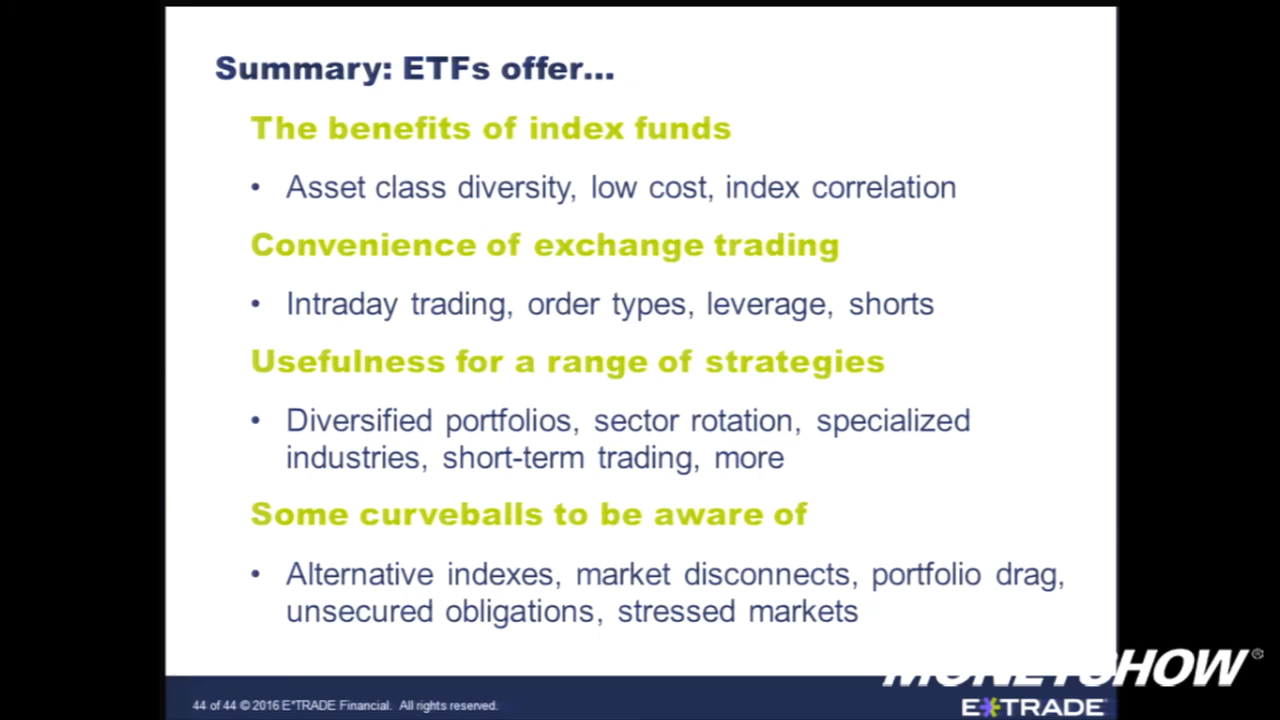 Summary: ETFs offer...
The benefits of index funds
• Asset class diversity, low cost, index correlation
Convenience of exchange trading
• Intraday trading, order types, leverage, shorts
Usefulness for a range of strategies
• Diversified portfolios, sector rotation, specialized
industries, short-term trading, more
Some curveballs to be aware of
• Alternative indexes, market disconnects, portfolio drag,
unsecured obligations, stressed markets
MONEYSHOW®
44 of 44 © 2016 E*TRADE Financial. All rights reserved.
E*TRADE